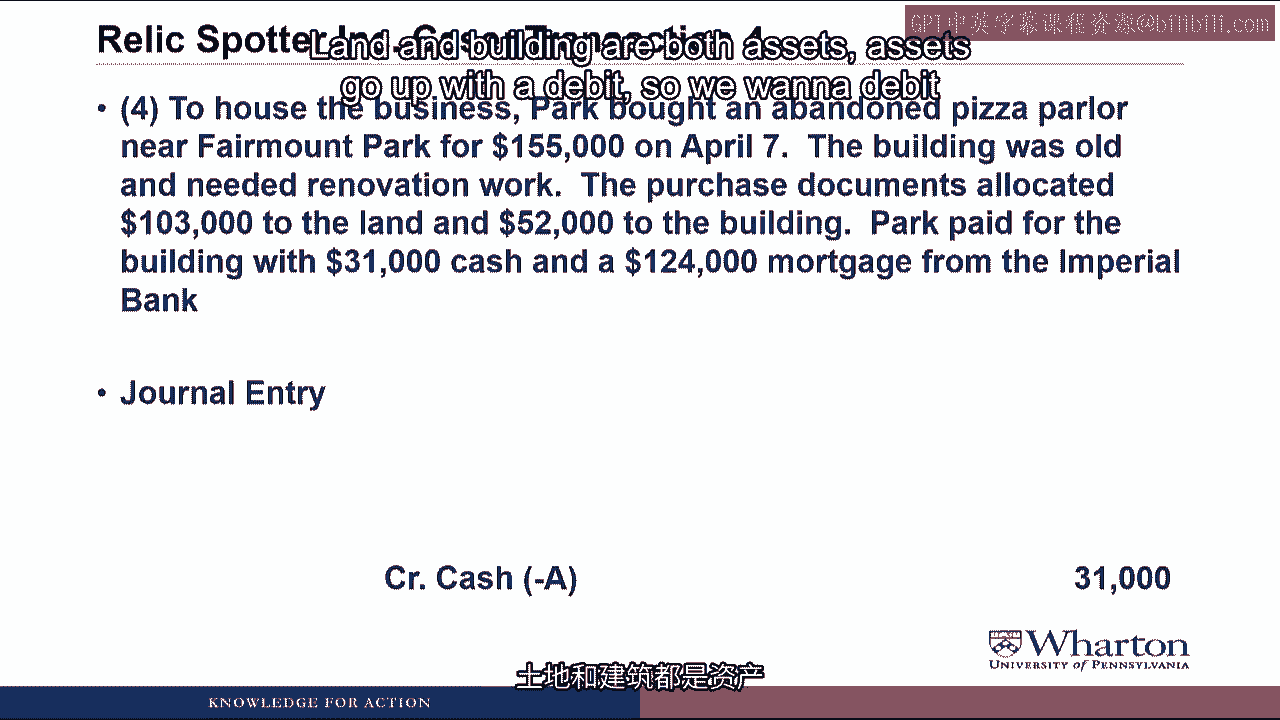 GPT中英字幕课程资源@bilibili.com
Relic Spotter Inc. Case: Transaction 4
Land and building are both assets, assets
go up with a debit, so we wanna debit
• (4) To house the business, Park bought an abandoned pizza parlor
near Fairmount Park for $155,000 on April 7. The building was old
and needed renovation work. The purchase documents allocated
$103,000 to the land and $52,000 to the building. Park paid for the
building with $31,000 cash and a $124,000 mortgage from the Imperial
Bank
• Journal Entry
Cr. Cash (-A) 31,000
Wharton
UNIVERSITY of PENNSYLVANIA
土地和建筑都是资产
KNOWLEDGE FOR ACTION